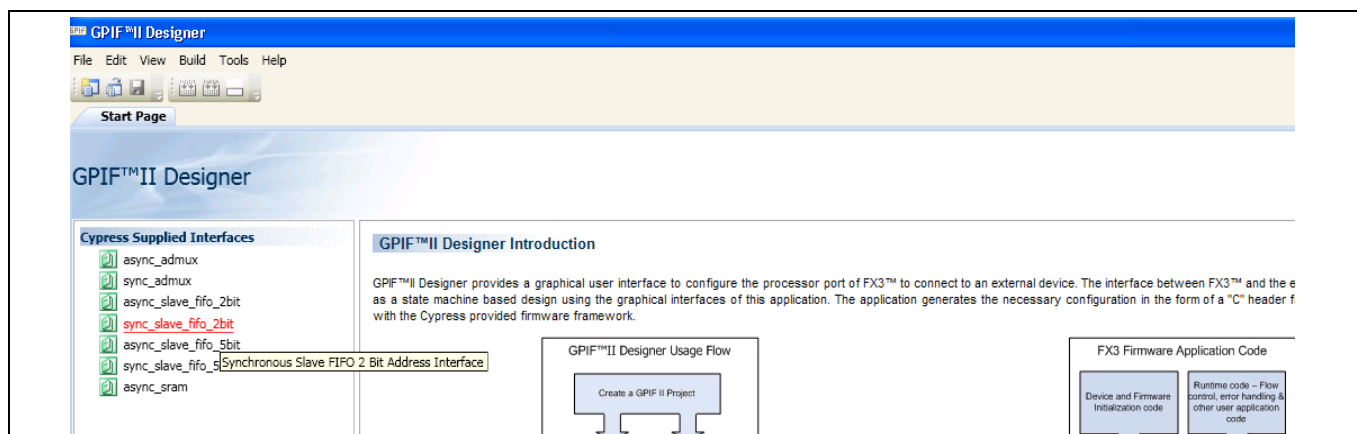 GPIF™II Designer
File Edit View Build Tools Help
Start Page
GPIF™II Designer
Cypress Supplied Interfaces
async_admux
sync_admux
async_slave_fifo_2bit
sync_slave_fifo_2bit
async_slave_fifo_5bit
sync_slave_fifo_5
Synchronous Slave FIFO 2 Bit Address Interface
async_sram
GPIF™II Designer Introduction
GPIF™II Designer provides a graphical user interface to configure the processor port of FX3™ to connect to an external device. The interface between FX3™ and the e
as a state machine based design using the graphical interfaces of this application. The application generates the necessary configuration in the form of a "C" header f
with the Cypress provided firmware framework.
GPIF™II Designer Usage Flow
Create a GPIF II Project
FX3 Firmware Application Code
Device and Firmware
Initialization code
Runtime code – Flow
control, error handling &
other user application
code